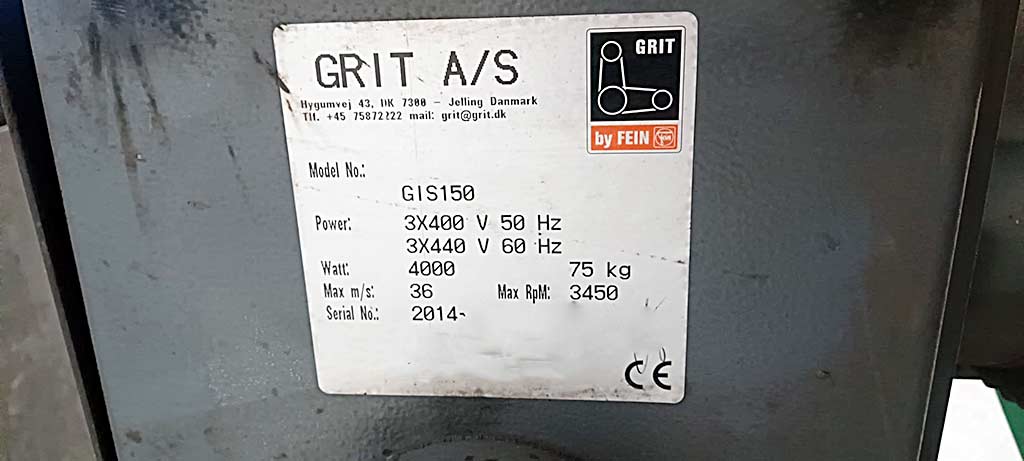 GRIT A/S
GRIT
Hygumvej 43, DK 7300 - Jelling Danmark
Tlf. +45 75872222 mail: grit@grit.dk
by FEIN
Model No.:
GIS150
Power: 3X400 V 50 Hz
3X440 V 60 Hz
Watt: 4000 75 kg
Max m/s: 36 Max RpM: 3450
Serial No.: 2014-
CE